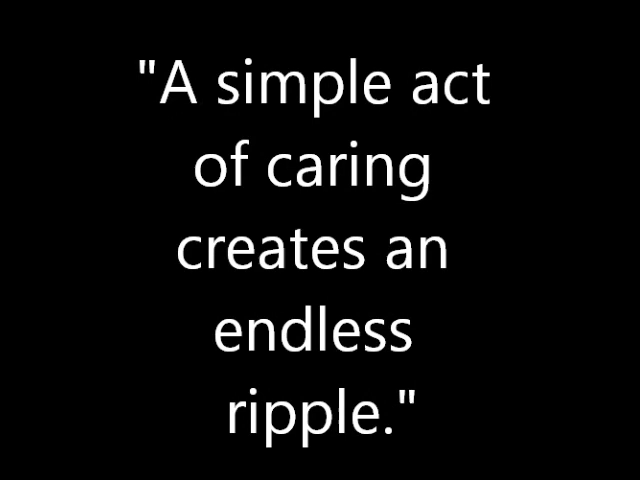 "A simple act
of caring
creates an
endless
ripple."